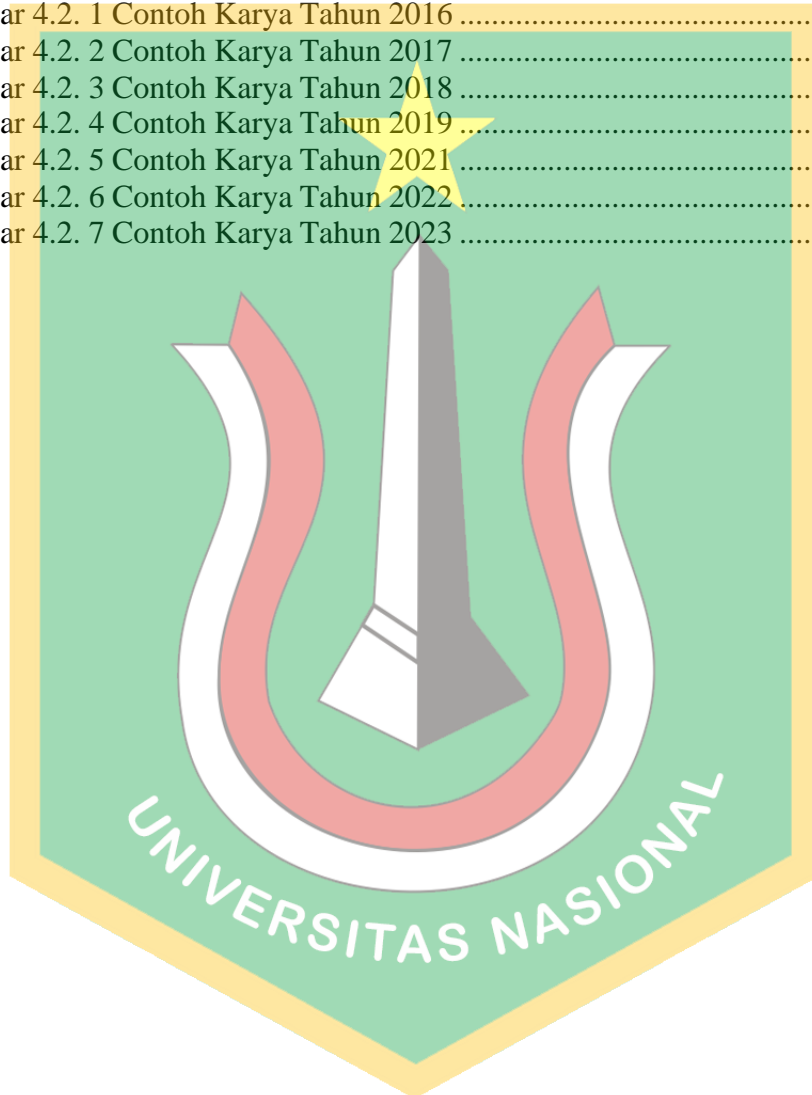 ar 4.2. 1 Contoh Karya Tahun 2016 ........................................
ar 4.2. 2 Contoh Karya Tahun 2017 ........................................
ar 4.2. 3 Contoh Karya Tahun 2018 ........................................
ar 4.2. 4 Contoh Karya Tahun 2019 ........................................
ar 4.2. 5 Contoh Karya Tahun 2021 ........................................
ar 4.2. 6 Contoh Karya Tahun 2022 ........................................
ar 4.2. 7 Contoh Karya Tahun 2023 ........................................
UNIVERSITAS NASIONAL